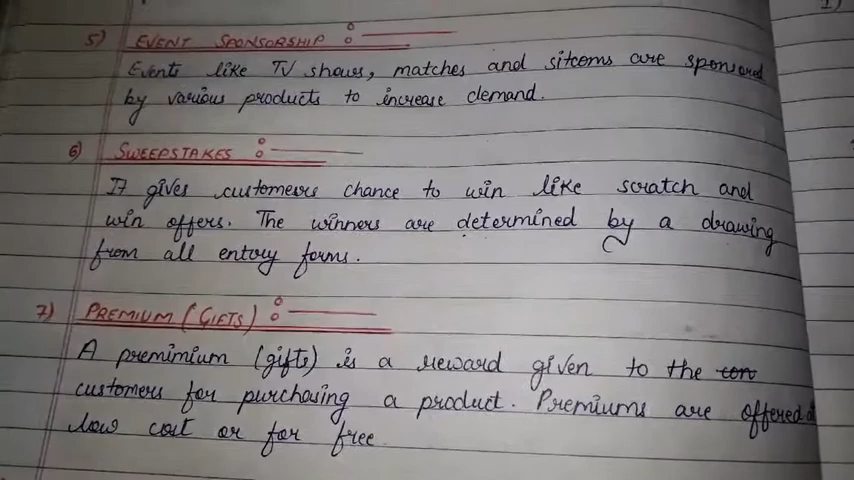 5) EVENT SPONSORSHIP :-
Events like TV shows, matches and sitcoms are sponsored
by various products to increase demand.
6) SWEEPSTAKES :-
It gives customers chance to win like scratch and
win offers. The winners are determined by a drawing
from all entry forms.
7) PREMIUM (GIFTS) :-
A premimium (gifts) is a reward given to the
customers for purchasing a product. Premiums are offered at
low cost or for free